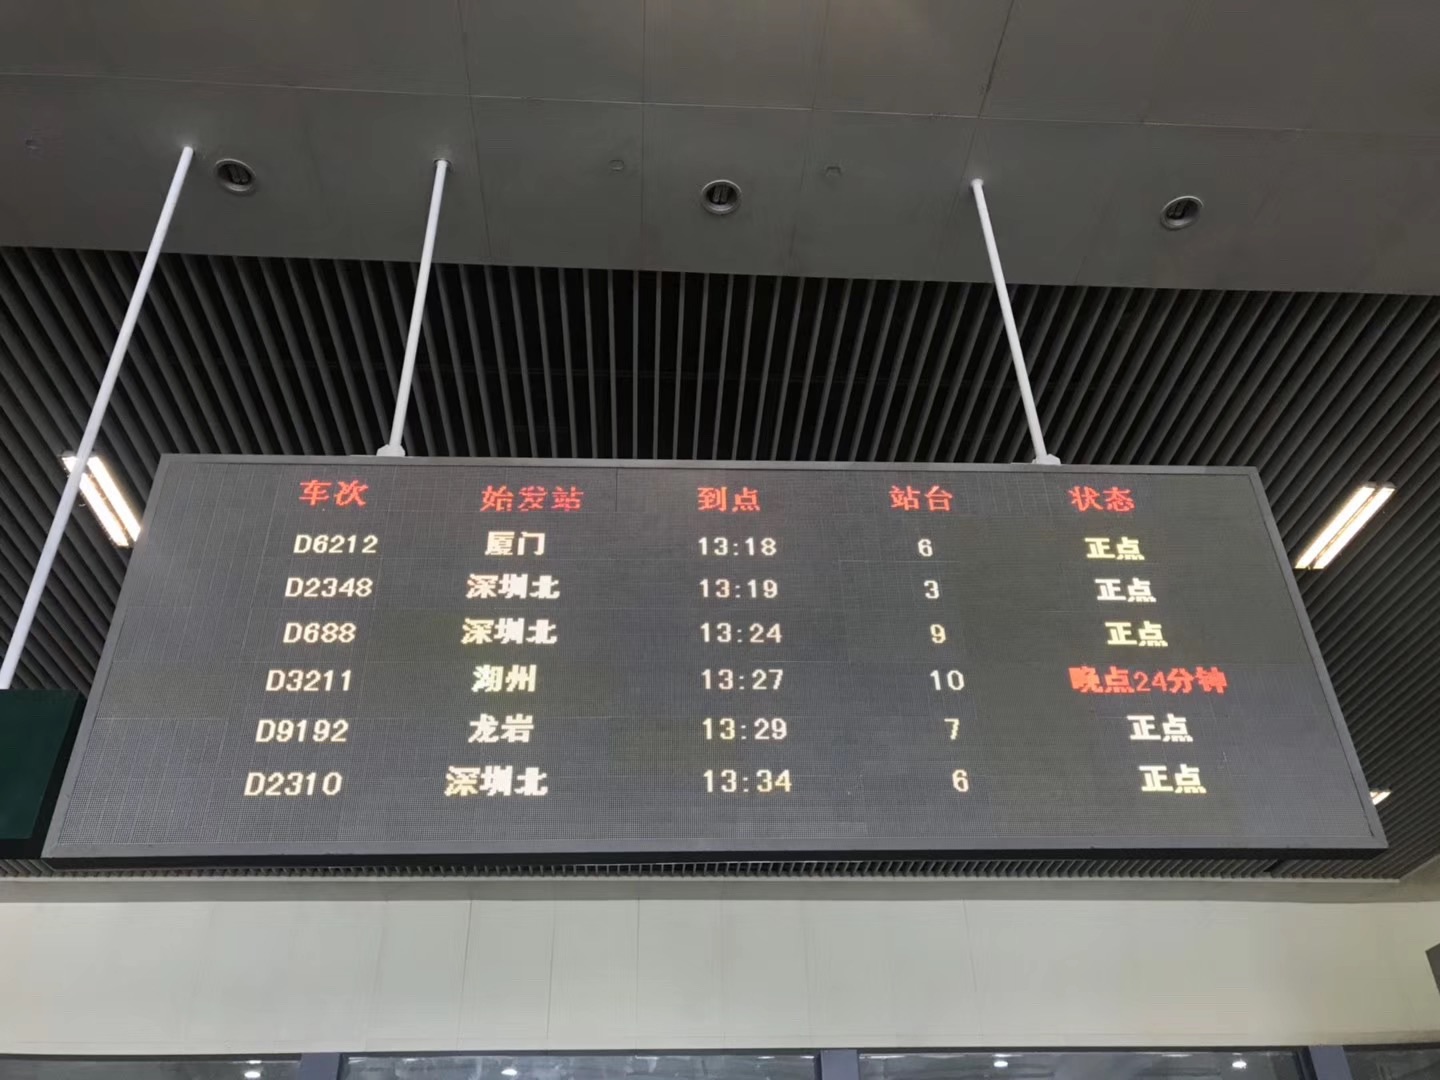 车次 始发站 到点 站台 状态
D6212 厦门 13:18 6 正点
D2348 深圳北 13:19 3 正点
D688 深圳北 13:24 9 正点
D3211 湖州 13:27 10 晚点24分钟
D9192 龙岩 13:29 7 正点
D2310 深圳北 13:34 6 正点